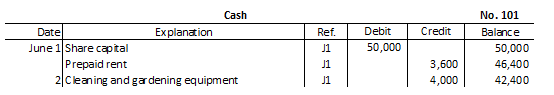 Cash No. 101
Date Explanation Ref. Debit Credit Balance
June 1 Share capital J1 50,000 50,000
Prepaid rent J1 3,600 46,400
2 Cleaning and gardening equipment J1 4,000 42,400